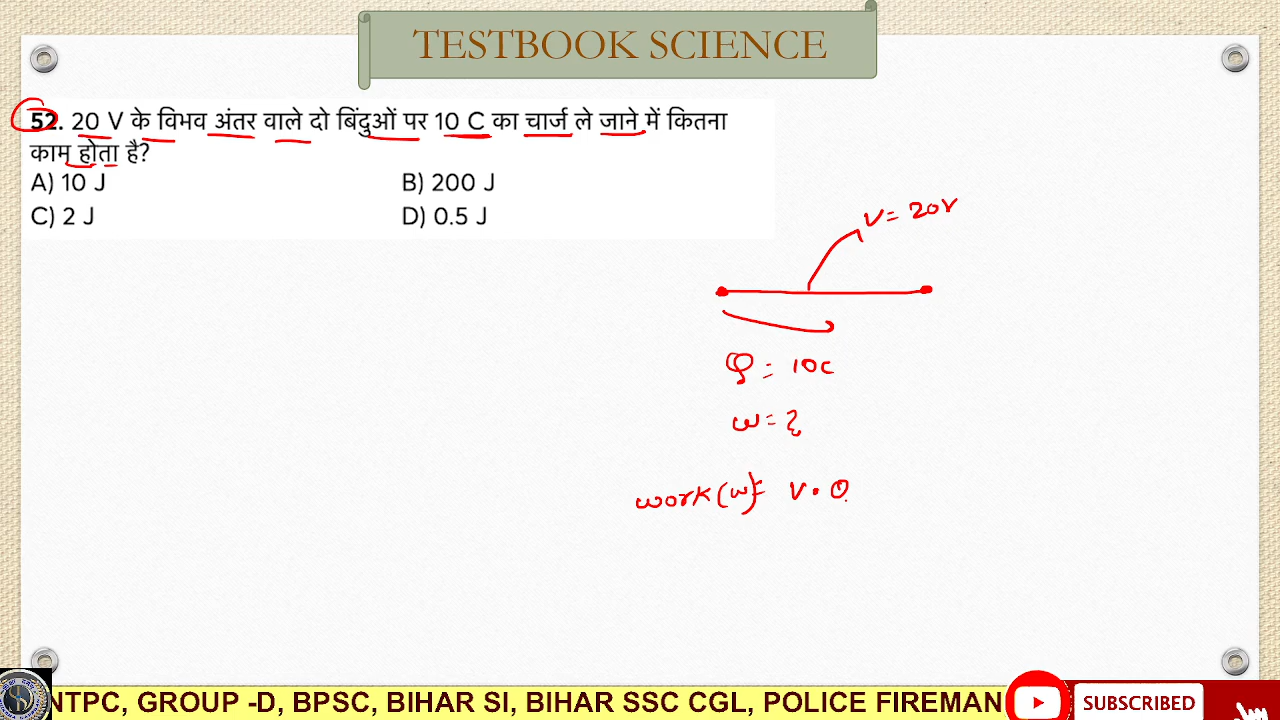 TESTBOOK SCIENCE
52. 20 V के विभव अंतर वाले दो बिंदुओं पर 10 C का चार्ज ले जाने में कितना
काम होता है?
A) 10 J B) 200 J
C) 2 J D) 0.5 J
V = 20V
Q = 10C
W = ?
Work (W) = V . Q
NTPC, GROUP -D, BPSC, BIHAR SI, BIHAR SSC CGL, POLICE FIREMAN
SUBSCRIBED